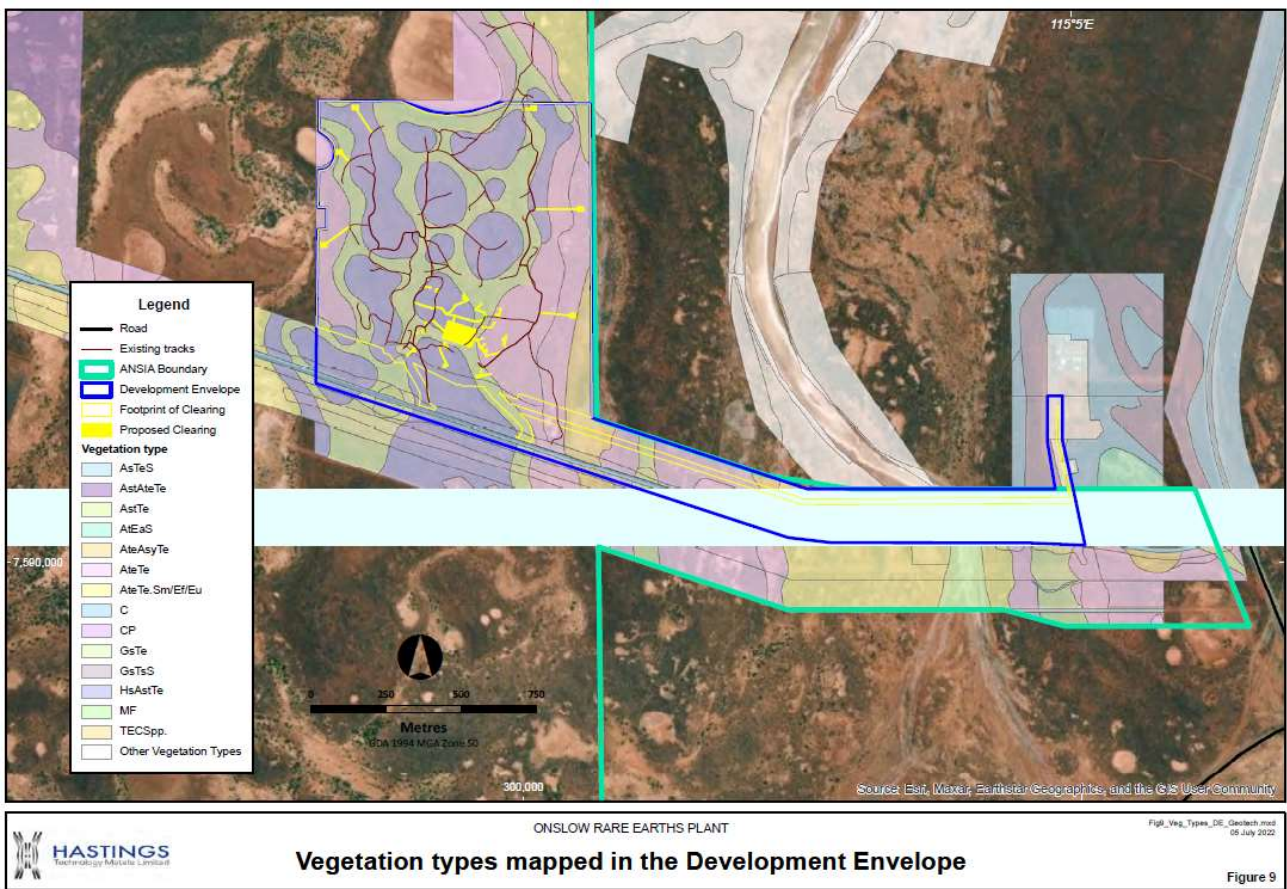 115°5'E
Legend
Road
Existing tracks
ANSIA Boundary
Development Envelope
Footprint of Clearing
Proposed Clearing
Vegetation type
AsTeS
AstAteTe
AstTe
AtEaS
AteAsyTe
AteTe
AteTe.Sm/Ef/Eu
C
CP
GsTe
GsTsS
HsAstTe
MF
TECSpp.
Other Vegetation Types
7,590,000
0 250 500 750
Metres
GDA 1994 MGA Zone 50
300,000
Source: Esri, Maxar, Earthstar Geographics, and the GIS User Community
HASTINGS
Technology Metals Limited
ONSLOW RARE EARTHS PLANT
Vegetation types mapped in the Development Envelope
Fig9_Veg_Types_DE_Geotech.mxd
05 July 2022
Figure 9